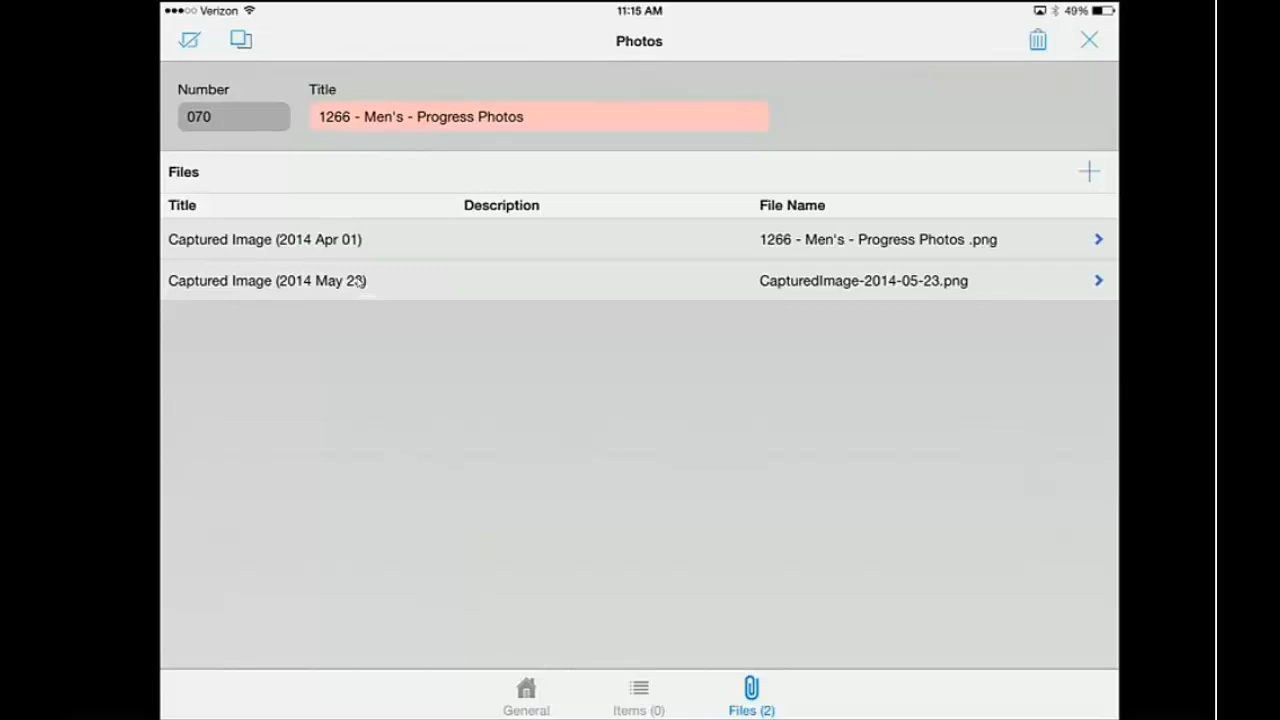 Verizon 11:15 AM 49%
Photos
Number Title
070 1266 - Men's - Progress Photos
Files
Title Description File Name
Captured Image (2014 Apr 01) 1266 - Men's - Progress Photos .png
Captured Image (2014 May 23) CapturedImage-2014-05-23.png
General Items (0) Files (2)